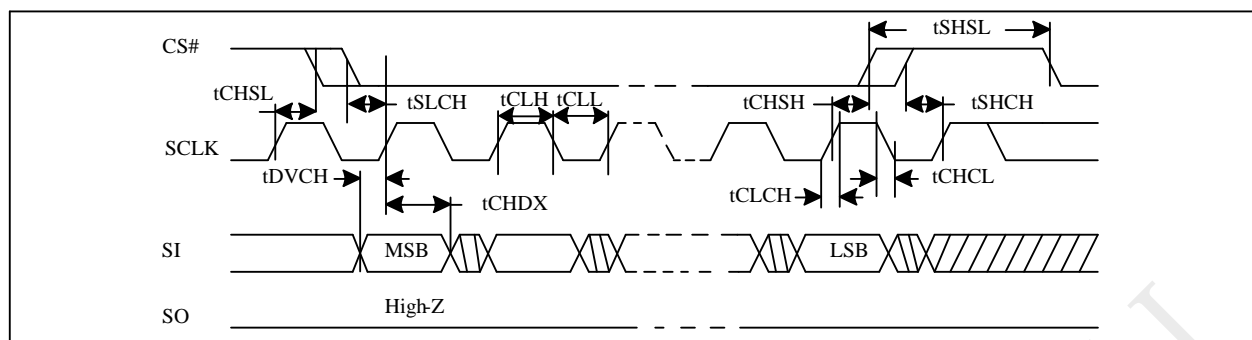 CS#
tSHSL
tCHSL
tSLCH
tCLH
tCLL
tCHSH
tSHCH
SCLK
tDVCH
tCHDX
tCLCH
tCHCL
SI
MSB
LSB
SO
High-Z